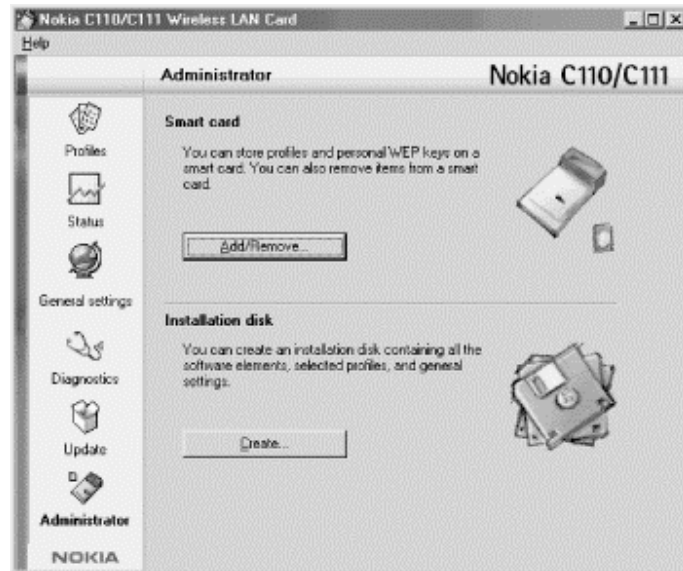 Nokia C110/C111 Wireless LAN Card
Help
Administrator
Nokia C110/C111
Profiles
Status
General settings
Diagnostics
Update
Administrator
NOKIA
Smart card
You can store profiles and personal WEP keys on a
smart card. You can also remove items from a smart
card.
Add/Remove...
Installation disk
You can create an installation disk containing all the
software elements, selected profiles, and general
settings.
Create...